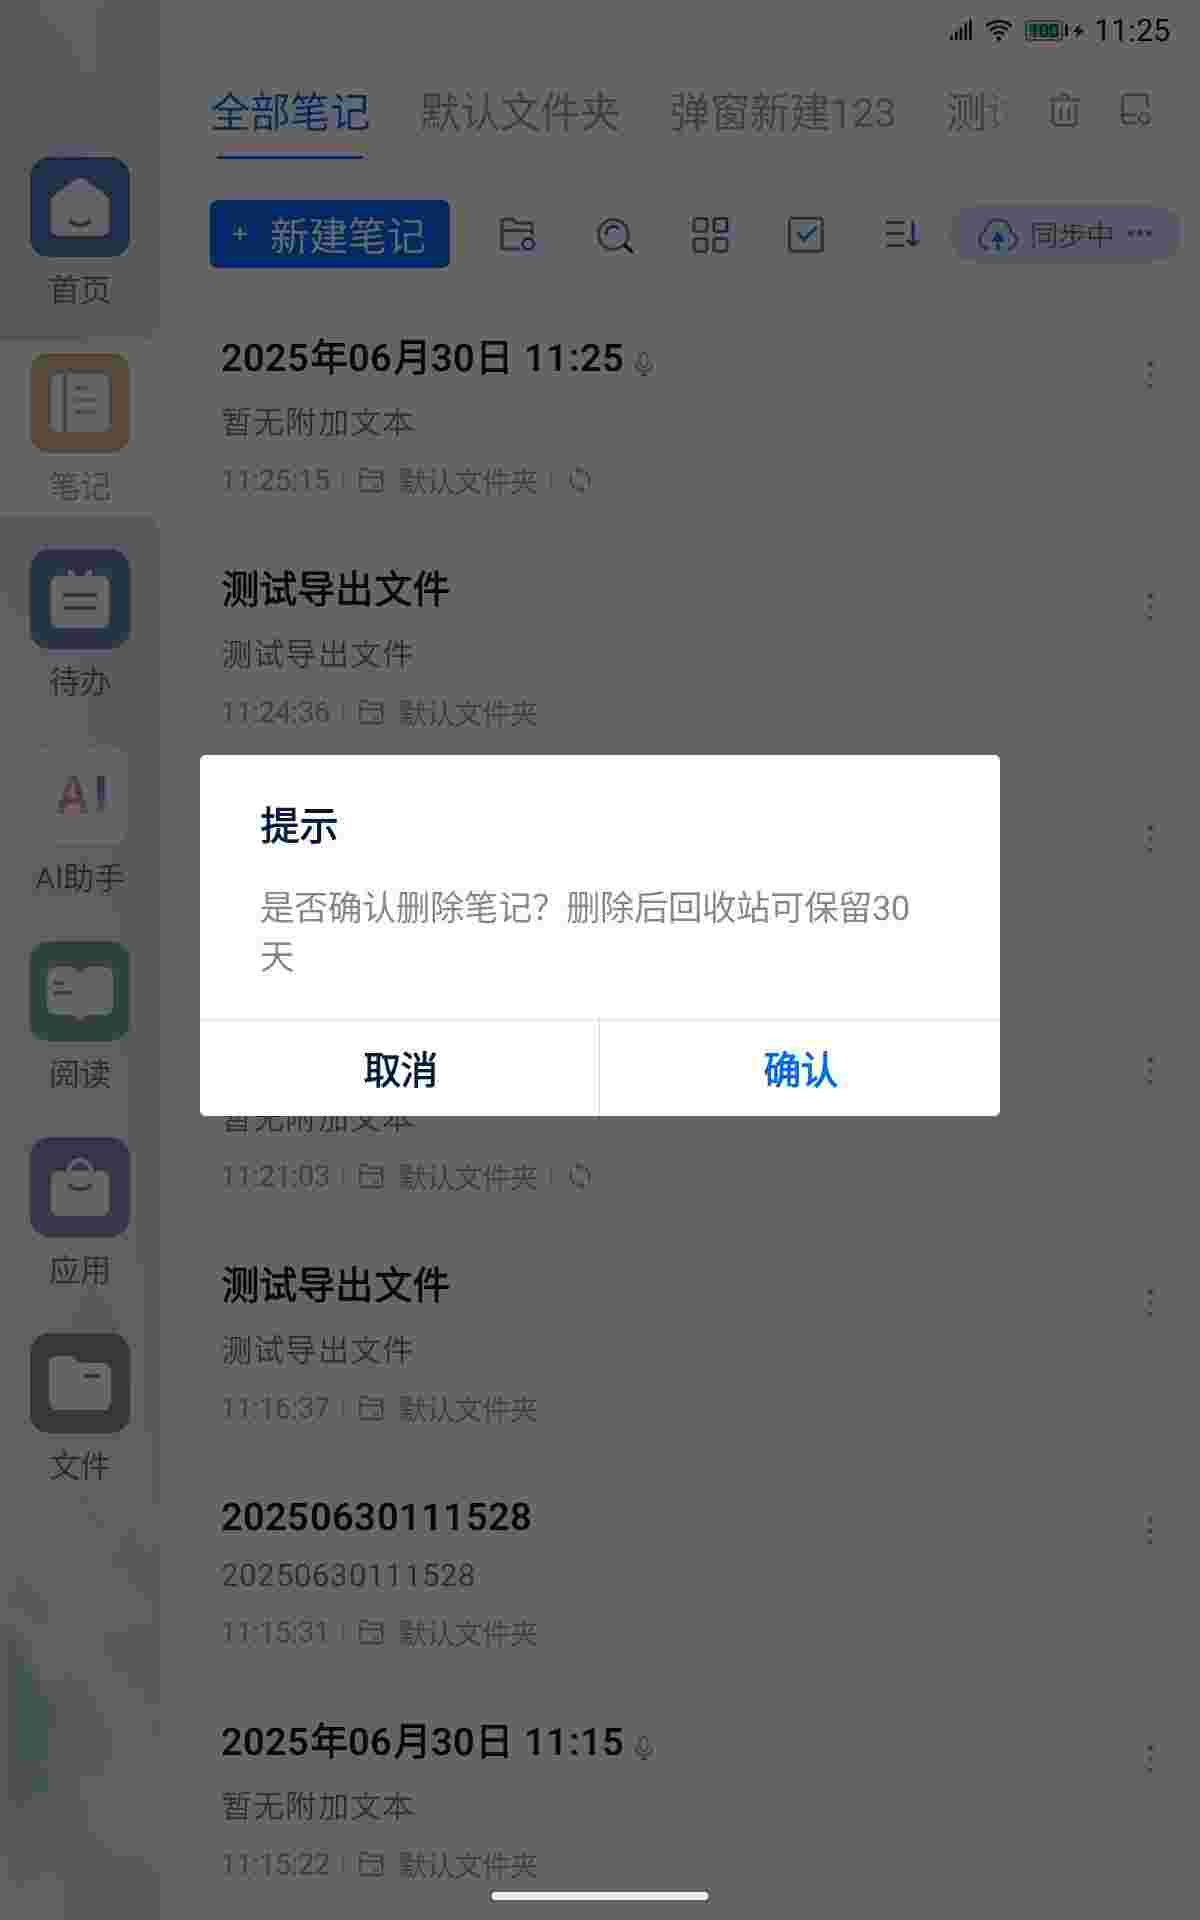 100 11:25
全部笔记 默认文件夹 弹窗新建123 测
+ 新建笔记 同步中 ···
首页
2025年06月30日 11:25
暂无附加文本
11:25:15 默认文件夹
笔记
测试导出文件
测试导出文件
11:24:36 默认文件夹
待办
AI
AI助手
提示
是否确认删除笔记？删除后回收站可保留30
天
取消 确认
阅读
暂无附加文本
11:21:03 默认文件夹
应用
测试导出文件
测试导出文件
11:16:37 默认文件夹
文件
20250630111528
20250630111528
11:15:31 默认文件夹
2025年06月30日 11:15
暂无附加文本
11:15:22 默认文件夹